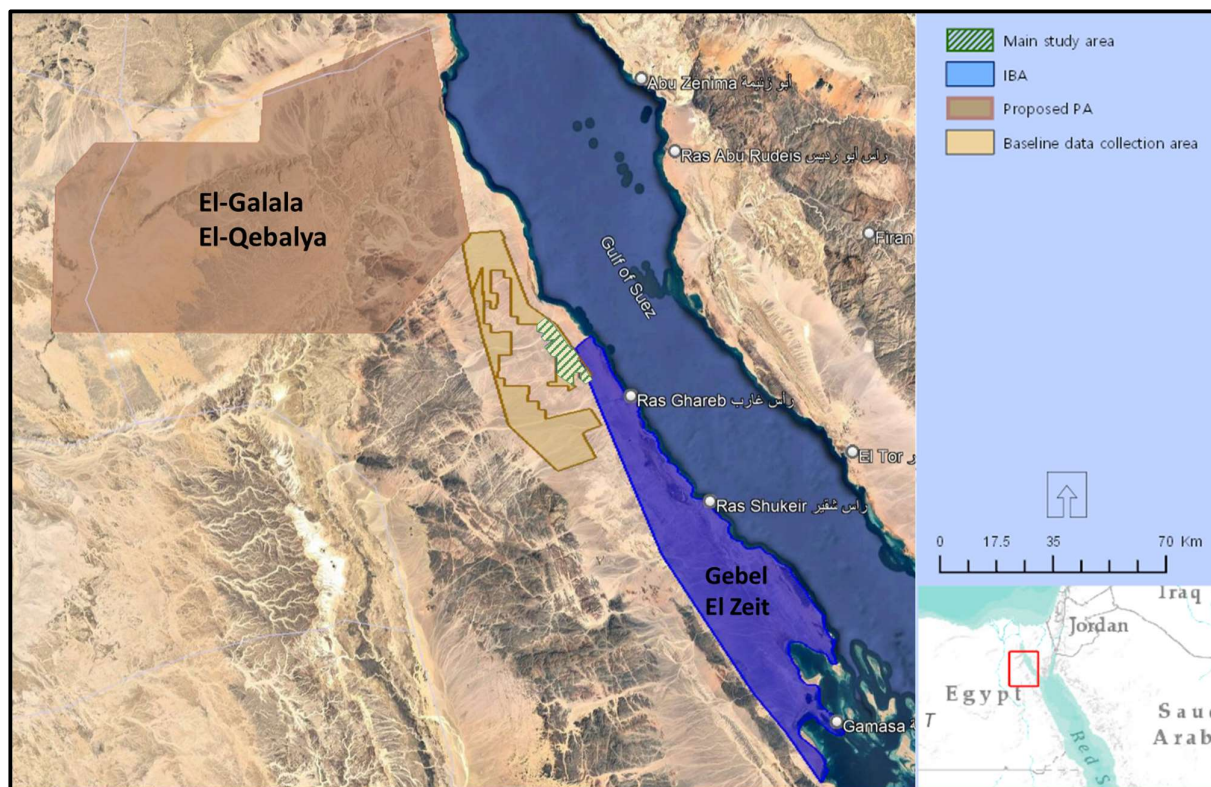 Abu Zenima أبو زنيمة
Ras Abu Rudeis راس أبو رديس
Firan
Gulf of Suez
El-Galala
El-Qebalya
Ras Ghareb رأس غارب
El Tor
Ras Shukeir راس شقير
Gebel
El Zeit
Gamasa
Main study area
IBA
Proposed PA
Baseline data collection area
0 17.5 35 70 Km
Iraq
Jordan
Egypt
Sau
Arab
Red S